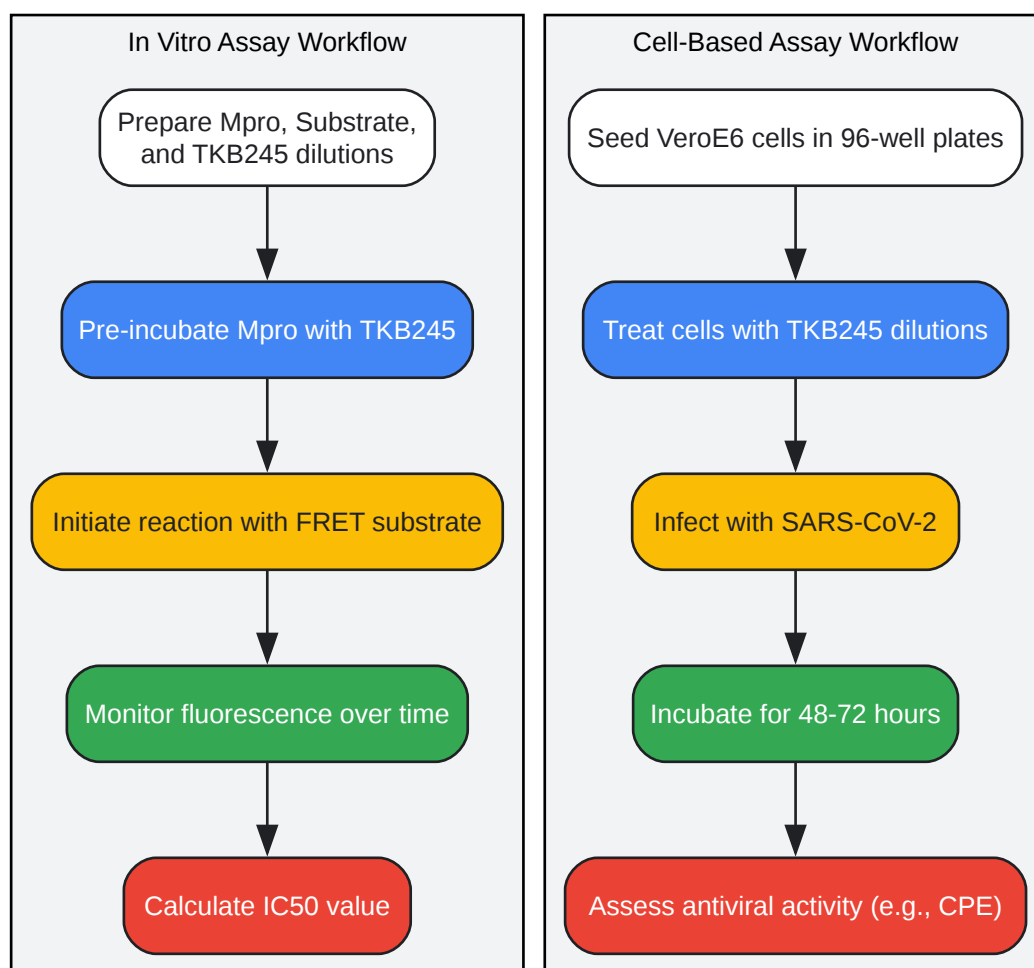 In Vitro Assay Workflow
Prepare Mpro, Substrate,
and TKB245 dilutions
Pre-incubate Mpro with TKB245
Initiate reaction with FRET substrate
Monitor fluorescence over time
Calculate IC50 value
Cell-Based Assay Workflow
Seed VeroE6 cells in 96-well plates
Treat cells with TKB245 dilutions
Infect with SARS-CoV-2
Incubate for 48-72 hours
Assess antiviral activity (e.g., CPE)